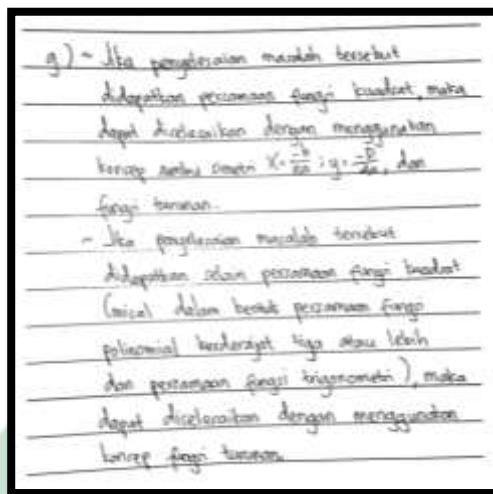 g) - Jika penyelesaian masalah tersebut
didapatkan persamaan fungsi kuadrat, maka
dapat diselesaikan dengan menggunakan
konsep sumbu simetri x = -b/2a ; y = -D/4a, dan
fungsi turunan.
- Jika penyelesaian masalah tersebut
didapatkan selain persamaan fungsi kuadrat
(misal dalam bentuk persamaan fungsi
polinomial berderajat tiga atau lebih
dan persamaan fungsi trigonometri), maka
dapat diselesaikan dengan menggunakan
konsep fungsi turunan.